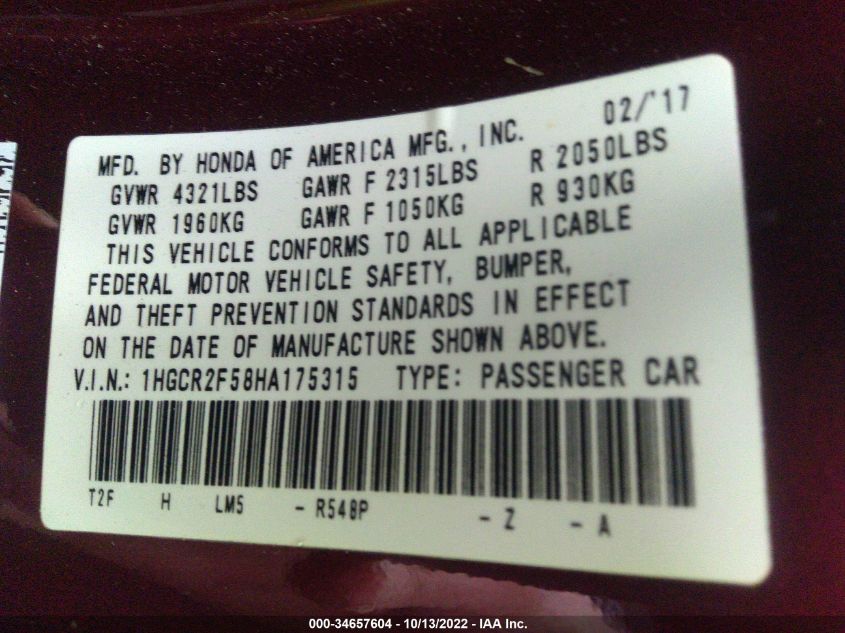 02/'17
MFD. BY HONDA OF AMERICA MFG., INC.
GVWR 4321LBS GAWR F 2315LBS R 2050LBS
GVWR 1960KG GAWR F 1050KG R 930KG
THIS VEHICLE CONFORMS TO ALL APPLICABLE
FEDERAL MOTOR VEHICLE SAFETY, BUMPER,
AND THEFT PREVENTION STANDARDS IN EFFECT
ON THE DATE OF MANUFACTURE SHOWN ABOVE.
V.I.N.: 1HGCR2F58HA175315 TYPE: PASSENGER CAR
T2F H LM5 - R548P - Z - A
000-34657604 - 10/13/2022 - IAA Inc.